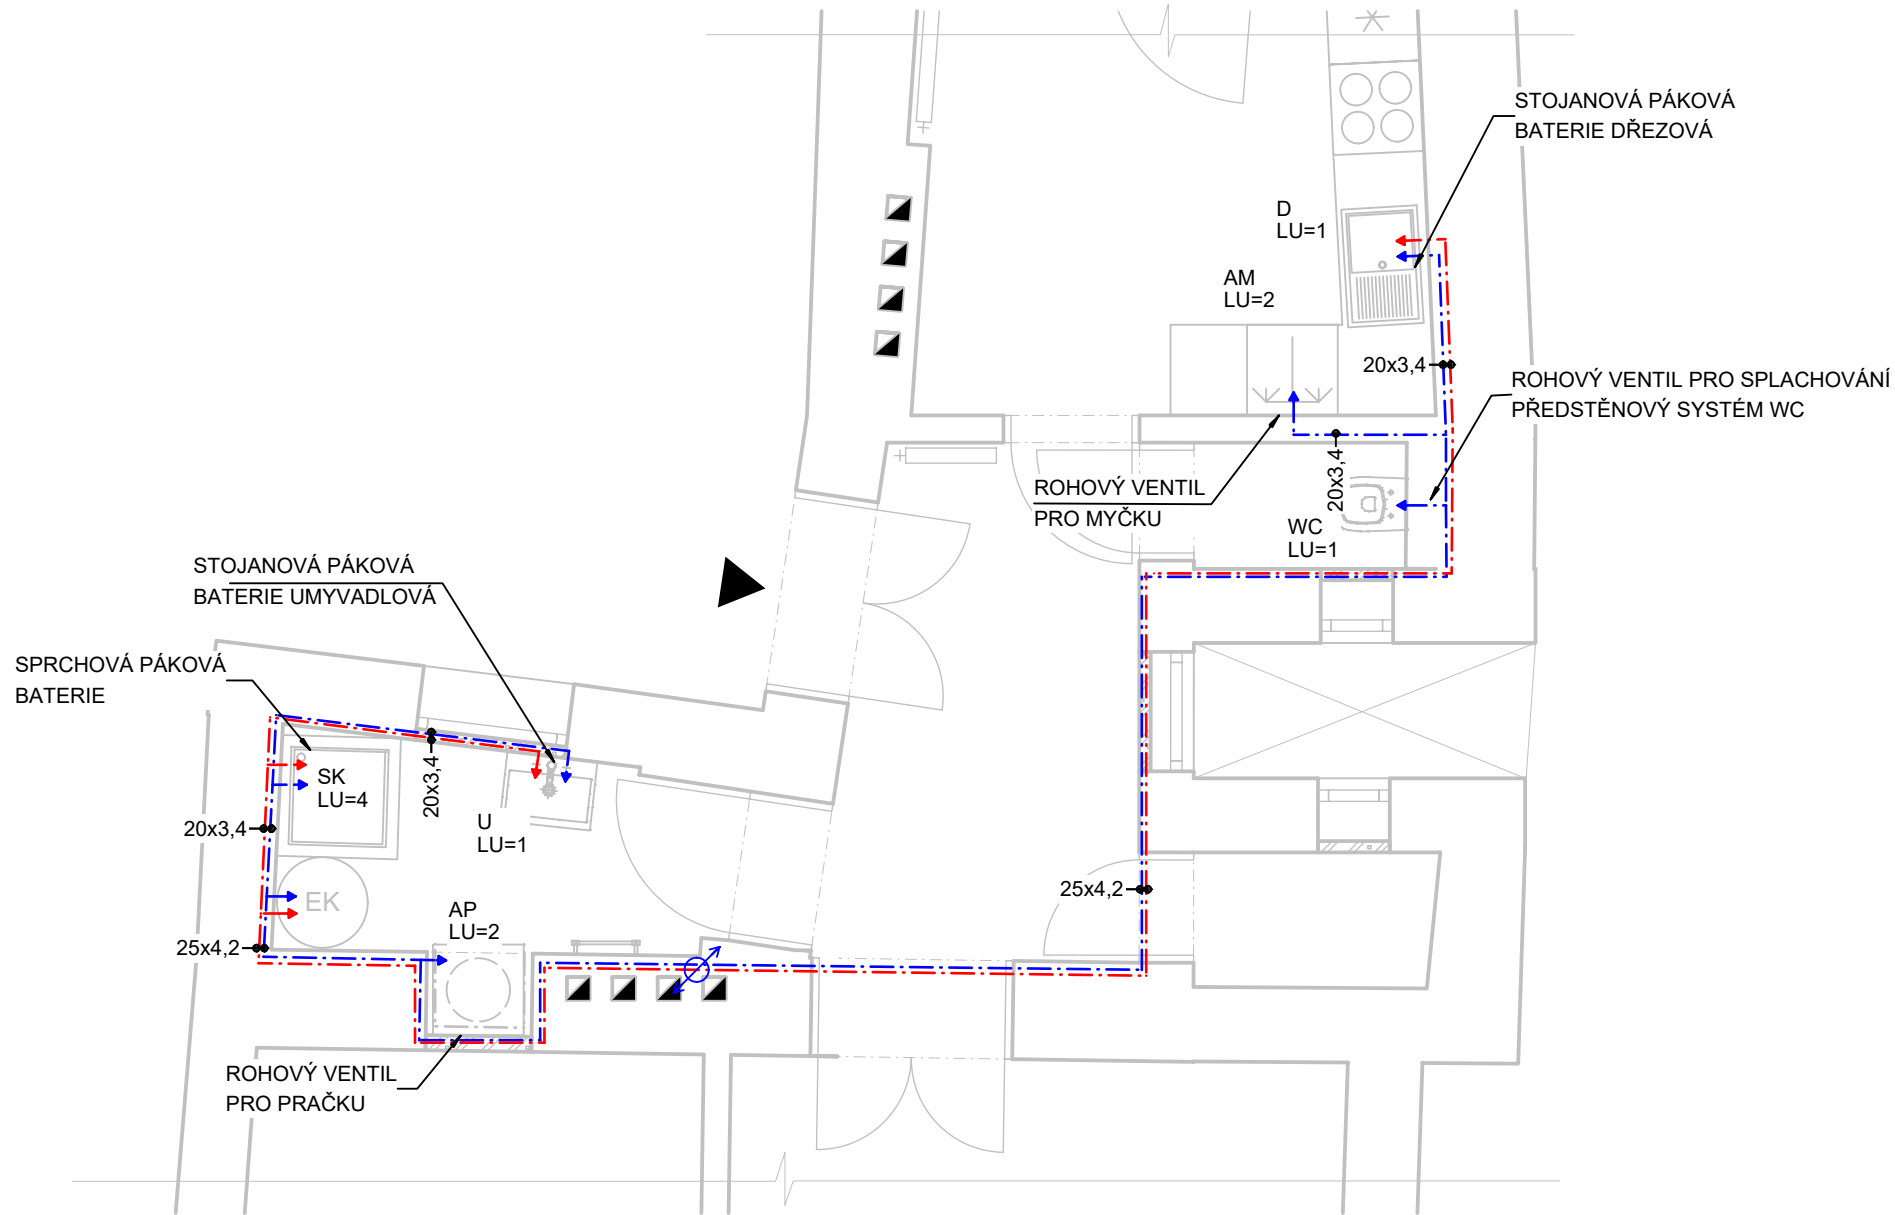 STOJANOVÁ PÁKOVÁ
BATERIE DŘEZOVÁ
D
LU=1
AM
LU=2
20x3,4
ROHOVÝ VENTIL PRO SPLACHOVÁNÍ
PŘEDSTĚNOVÝ SYSTÉM WC
20x3,4
ROHOVÝ VENTIL
PRO MYČKU
WC
LU=1
STOJANOVÁ PÁKOVÁ
BATERIE UMYVADLOVÁ
SPRCHOVÁ PÁKOVÁ
BATERIE
SK
LU=4
20x3,4
U
LU=1
20x3,4
EK
25x4,2
AP
LU=2
25x4,2
ROHOVÝ VENTIL
PRO PRAČKU